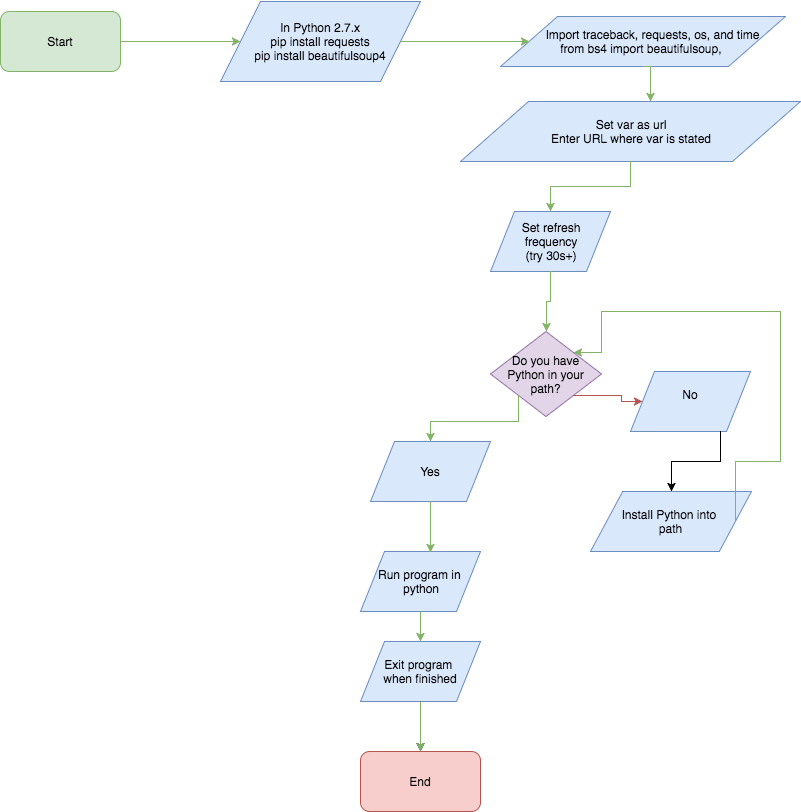 Start
In Python 2.7.x
pip install requests
pip install beautifulsoup4
Import traceback, requests, os, and time
from bs4 import beautifulsoup,
Set var as url
Enter URL where var is stated
Set refresh
frequency
(try 30s+)
Do you have
Python in your
path?
No
Yes
Install Python into
path
Run program in
python
Exit program
when finished
End